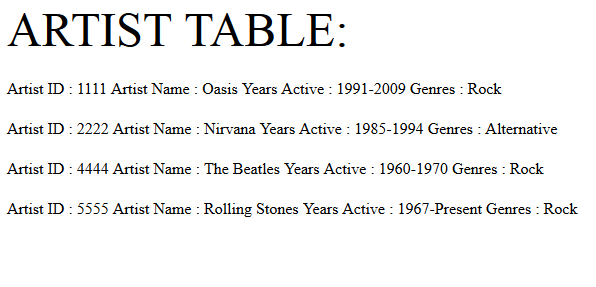 ARTIST TABLE:
Artist ID : 1111 Artist Name : Oasis Years Active : 1991-2009 Genres : Rock
Artist ID : 2222 Artist Name : Nirvana Years Active : 1985-1994 Genres : Alternative
Artist ID : 4444 Artist Name : The Beatles Years Active : 1960-1970 Genres : Rock
Artist ID : 5555 Artist Name : Rolling Stones Years Active : 1967-Present Genres : Rock